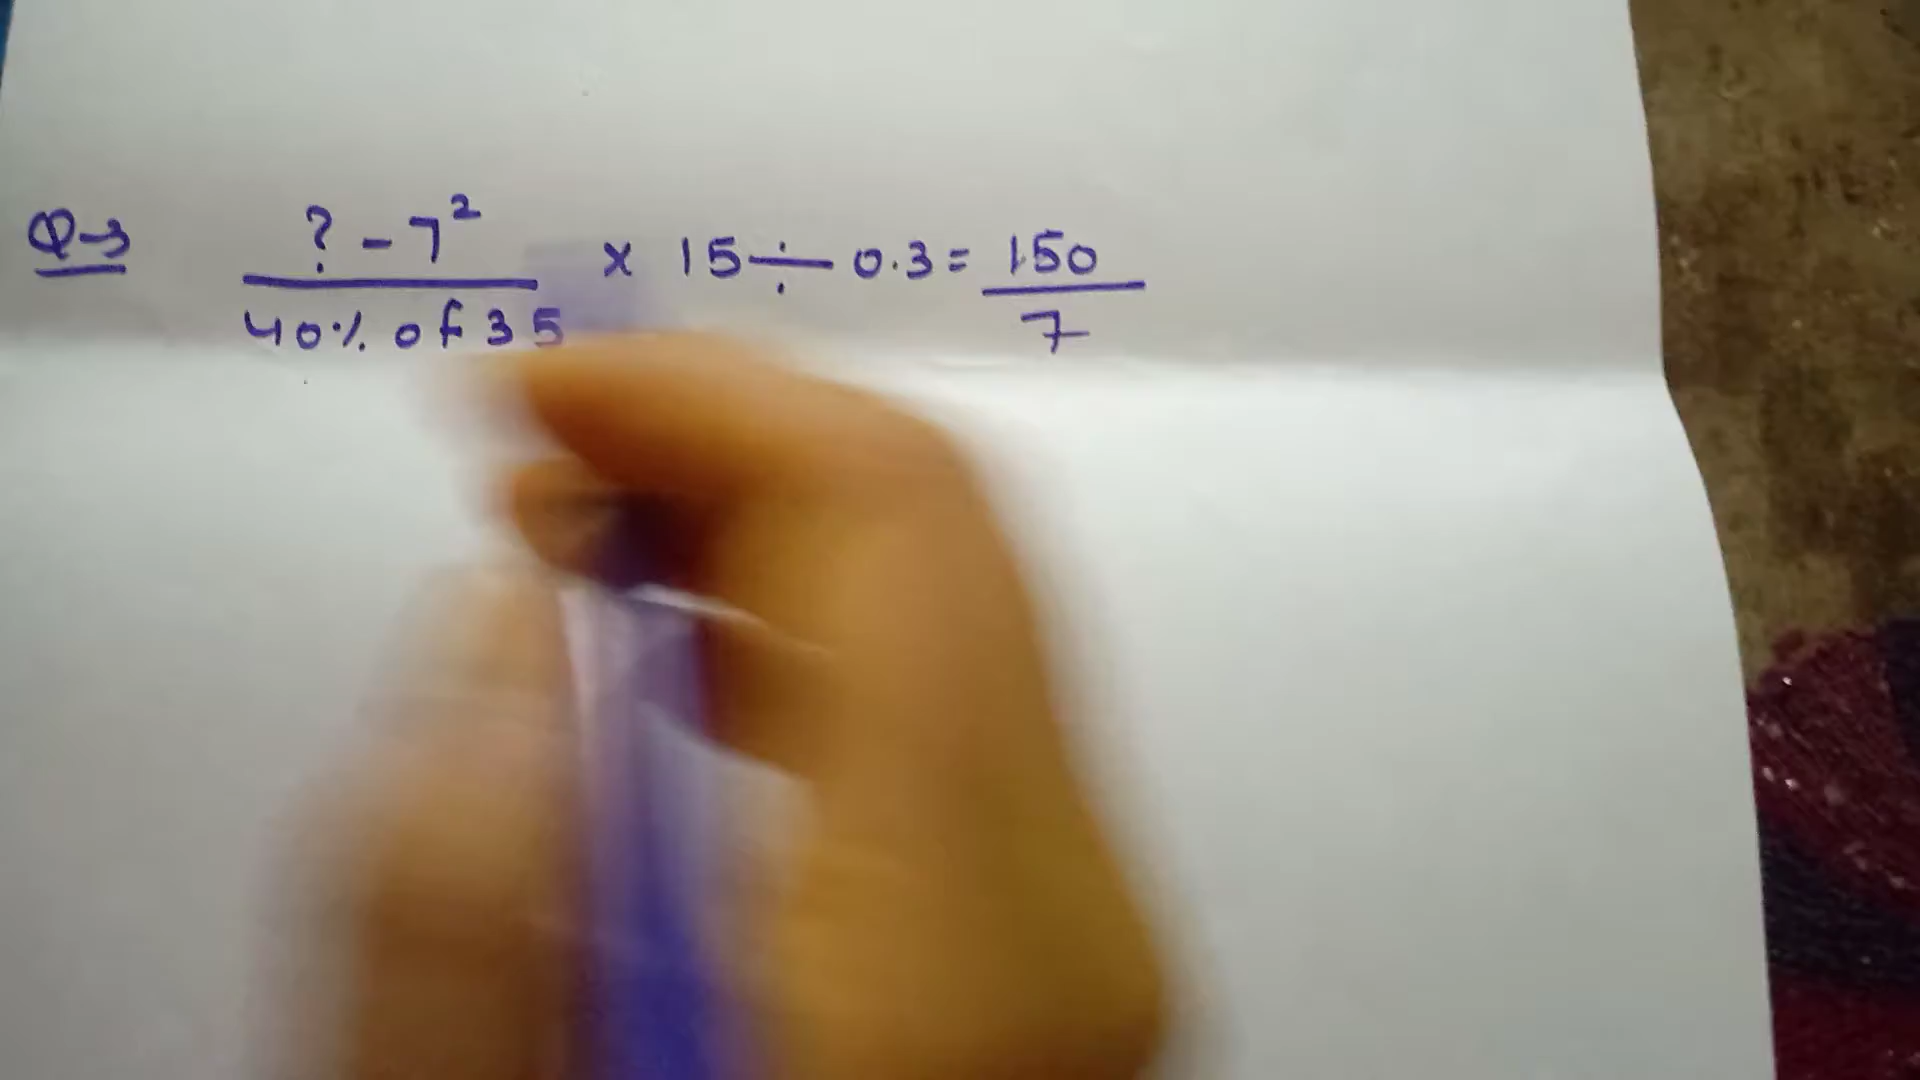 Q-3 ? - 7² / 40% of 35 × 15 ÷ 0.3 = 150 / 7